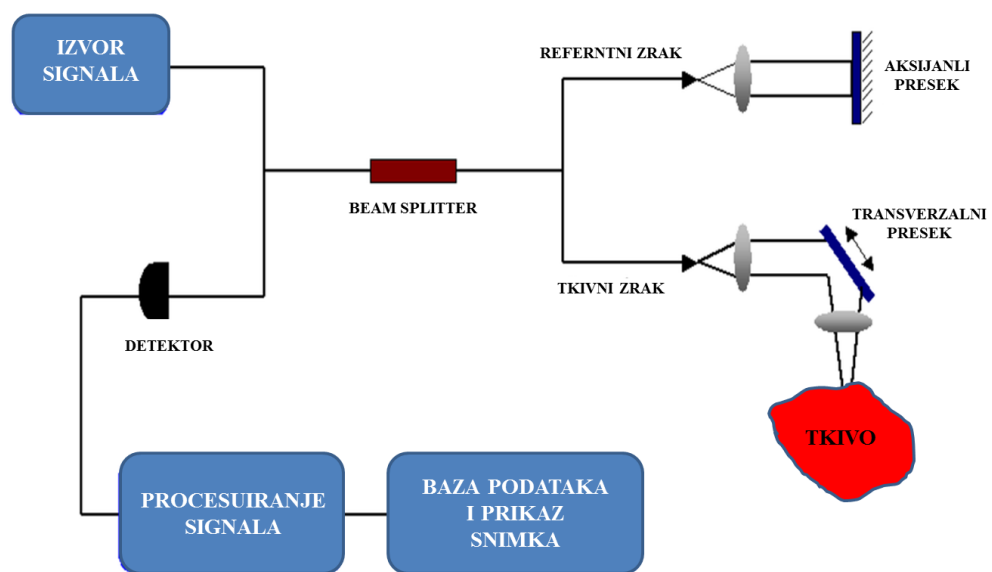 IZVOR
SIGNALA
REFERNTNI ZRAK
AKSIJANLI
PRESEK
BEAM SPLITTER
TRANSVERZALNI
PRESEK
TKIVNI ZRAK
DETEKTOR
TKIVO
PROCESUIRANJE
SIGNALA
BAZA PODATAKA
I PRIKAZ
SNIMKA